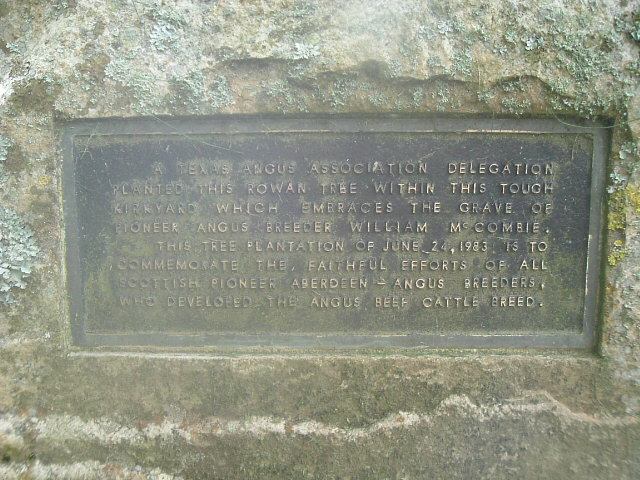 A TEXAS ANGUS ASSOCIATION DELEGATION
PLANTED THIS ROWAN TREE WITHIN THIS TOUGH
KIRKYARD WHICH EMBRACES THE GRAVE OF
PIONEER ANGUS BREEDER WILLIAM McCOMBIE.
THIS TREE PLANTATION OF JUNE 24, 1983 IS TO
COMMEMORATE THE FAITHFUL EFFORTS OF ALL
SCOTTISH PIONEER ABERDEEN-ANGUS BREEDERS,
WHO DEVELOPED THE ANGUS BEEF CATTLE BREED.